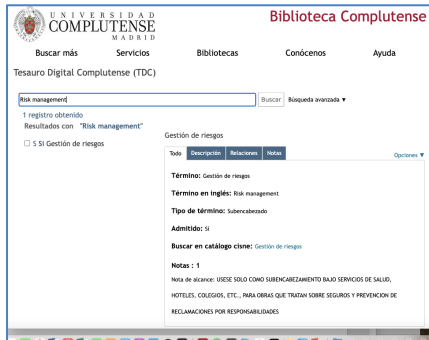 UNIVERSIDAD
COMPLUTENSE
MADRID
Biblioteca Complutense
Buscar más Servicios Bibliotecas Conócenos Ayuda
Tesauro Digital Complutense (TDC)
Risk management Buscar Búsqueda avanzada ▼
1 registro obtenido
Resultados con "Risk management"
S SI Gestión de riesgos
Gestión de riesgos
Todo Descripción Relaciones Notas Opciones ▼
Término: Gestión de riesgos
Término en inglés: Risk management
Tipo de término: Subencabezado
Admitido: Sí
Buscar en catálogo cisne: Gestión de riesgos
Notas : 1
Nota de alcance: USESE SOLO COMO SUBENCABEZAMIENTO BAJO SERVICIOS DE SALUD,
HOTELES, COLEGIOS, ETC., PARA OBRAS QUE TRATAN SOBRE SEGUROS Y PREVENCION DE
RECLAMACIONES POR RESPONSABILIDADES